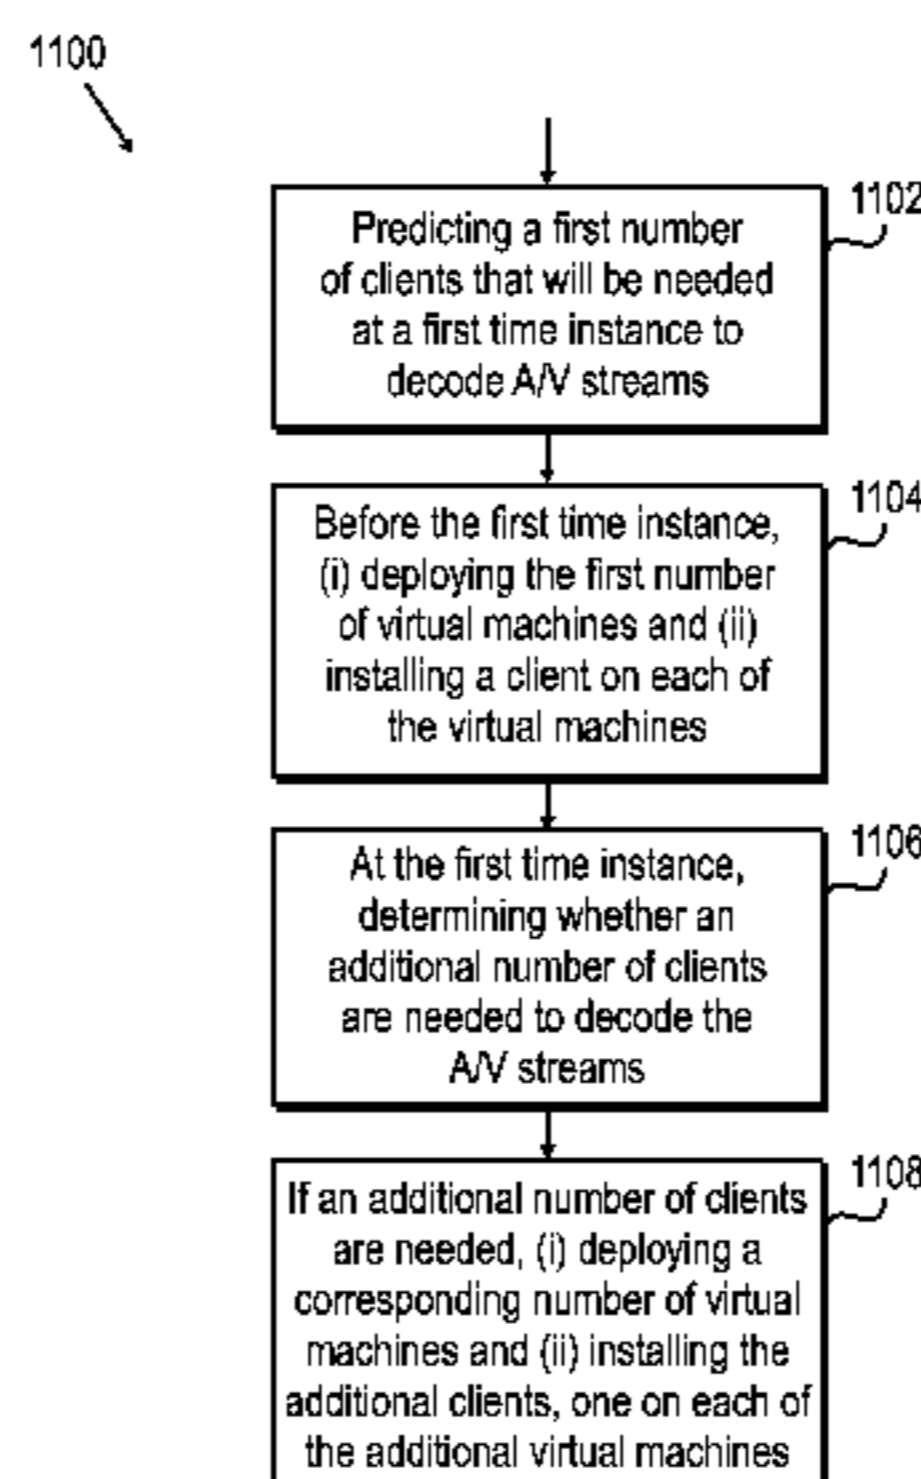 1100
1102
Predicting a first number
of clients that will be needed
at a first time instance to
decode A/V streams
1104
Before the first time instance,
(i) deploying the first number
of virtual machines and (ii)
installing a client on each of
the virtual machines
1106
At the first time instance,
determining whether an
additional number of clients
are needed to decode the
A/V streams
1108
If an additional number of clients
are needed, (i) deploying a
corresponding number of virtual
machines and (ii) installing the
additional clients, one on each of
the additional virtual machines